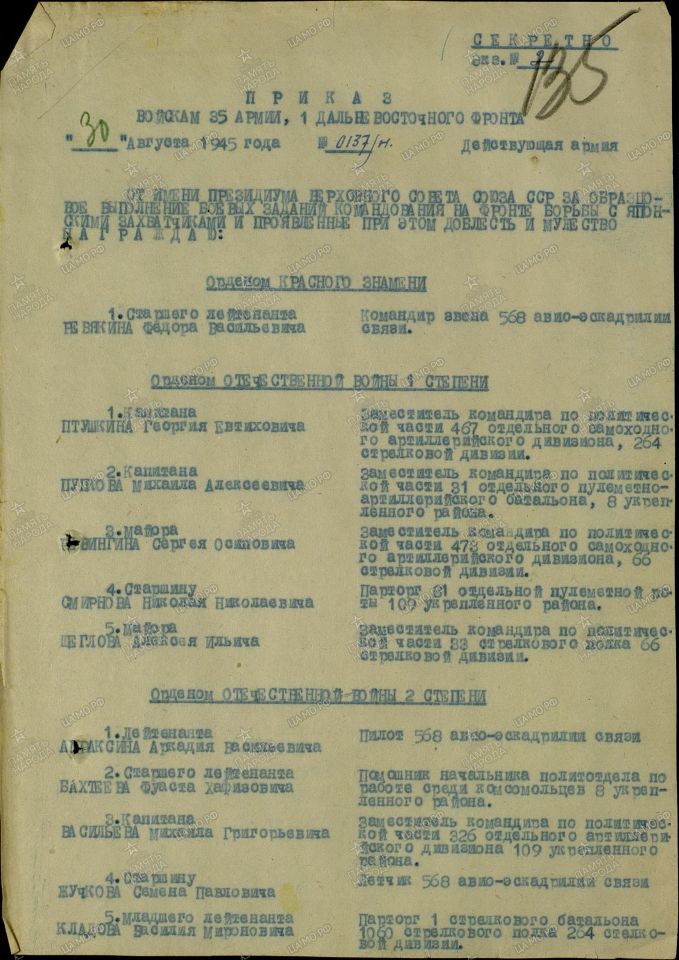 СЕКРЕТНО
Экз.№ 2
135
ПРИКАЗ
ВОЙСКАМ 35 АРМИИ, 1 ДАЛЬНЕВОСТОЧНОГО ФРОНТА
"30" Августа 1945 года № 0137/н. Действующая армия
ОТ ИМЕНИ ПРЕЗИДИУМА ВЕРХОВНОГО СОВЕТА СОЮЗА ССР ЗА ОБРАЗЦО-
ВОЕ ВЫПОЛНЕНИЕ БОЕВЫХ ЗАДАНИЙ КОМАНДОВАНИЯ НА ФРОНТЕ БОРЬБЫ С ЯПОН-
СКИМИ ЗАХВАТЧИКАМИ И ПРОЯВЛЕННЫЕ ПРИ ЭТОМ ДОБЛЕСТЬ И МУЖЕСТВО
НАГРАЖДАЮ:
Орденом КРАСНОГО ЗНАМЕНИ
1.Старшего лейтенанта
РЕВЯКИНА Фёдора Васильевича
Командир звена 568 авио-эскадрилии
связи.
Орденом ОТЕЧЕСТВЕННОЙ ВОЙНЫ 1 СТЕПЕНИ
1.Капитана
ПТУШКИНА Георгия Евтиховича
Заместитель командира по политичес-
кой части 467 отдельного самоходно-
го артиллерийского дивизиона, 264
стрелковой дивизии.
2.Капитана
ПУПКОВА Михаила Алексеевича
Заместитель командира по политичес-
кой части 31 отдельного пулеметно-
артиллерийского батальона, 8 укреп-
ленного района.
3.Майора
Сергея Осиповича
Заместитель командира по политичес-
кой части 478 отдельного самоходно-
го артиллерийского дивизиона, 66
стрелковой дивизии.
4.Старшину
СМИРНОВА Николая Николаевича
Парторг 81 отдельной пулеметной ро-
ты 109 укрепленного района.
5.Майора
ЩЕГЛОВА Алексея Ильича
Заместитель командира по политичес-
кой части 33 стрелкового полка 66
стрелковой дивизии.
Орденом ОТЕЧЕСТВЕННОЙ ВОЙНЫ 2 СТЕПЕНИ
1.Лейтенанта
Аркадия Васильевича
Пилот 568 авио-эскадрилии связи
2.Старшего лейтенанта
БАХТЕЕВА Фуаста Хафизовича
Помошник начальника политотдела по
работе среди комсомольцев 8 укреп-
ленного района.
3.Капитана
ВАСИЛЬЕВА Михаила Григорьевича
Заместитель командира по политичес-
кой части 326 отдельного артиллери-
йского дивизиона 109 укрепленного
района.
4.Старшину
ЖУЧКОВА Семена Павловича
Летчик 568 авио-эскадрилии связи
5.Младшего лейтенанта
КЛАДОВА Василия Мироновича
Парторг 1 стрелкового батальона
1060 стрелкового полка 264 стелко-
вой дивизии.